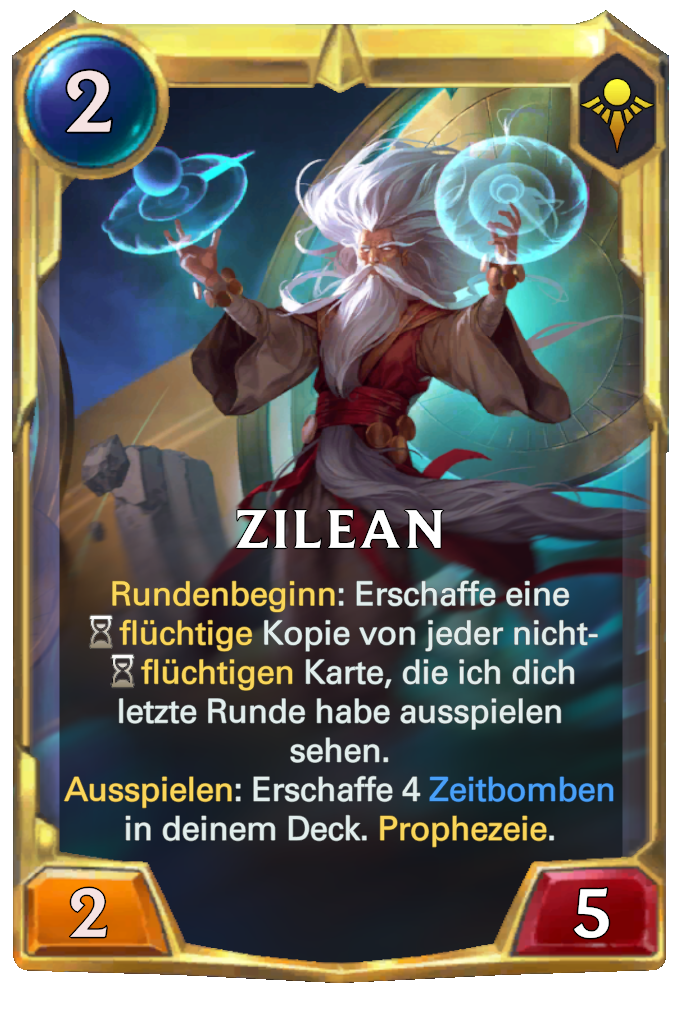 2
ZILEAN
Rundenbeginn: Erschaffe eine
flüchtige Kopie von jeder nicht-
flüchtigen Karte, die ich dich
letzte Runde habe ausspielen
sehen.
Ausspielen: Erschaffe 4 Zeitbomben
in deinem Deck. Prophezeie.
2
5